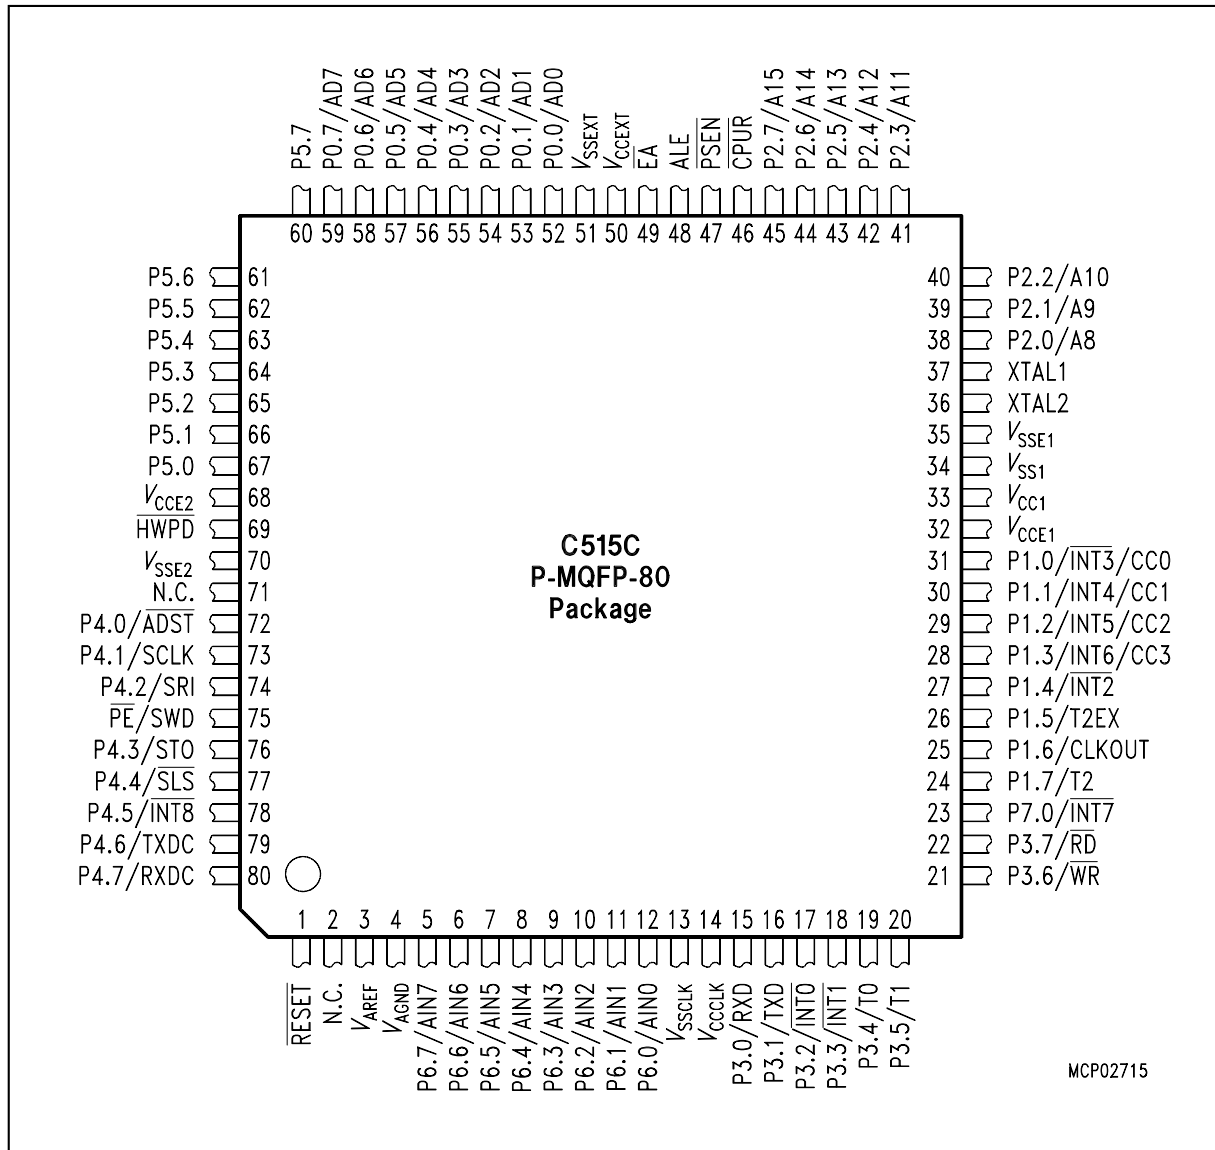 P5.7
P0.7/AD7
P0.6/AD6
P0.5/AD5
P0.4/AD4
P0.3/AD3
P0.2/AD2
P0.1/AD1
P0.0/AD0
VSSEXT
VCCEXT
EA
ALE
PSEN
CPUR
P2.7/A15
P2.6/A14
P2.5/A13
P2.4/A12
P2.3/A11
60 59 58 57 56 55 54 53 52 51 50 49 48 47 46 45 44 43 42 41
P5.6 61
P5.5 62
P5.4 63
P5.3 64
P5.2 65
P5.1 66
P5.0 67
VCCE2 68
HWPD 69
VSSE2 70
N.C. 71
P4.0/ADST 72
P4.1/SCLK 73
P4.2/SRI 74
PE/SWD 75
P4.3/STO 76
P4.4/SLS 77
P4.5/INT8 78
P4.6/TXDC 79
P4.7/RXDC 80
C515C
P-MQFP-80
Package
40 P2.2/A10
39 P2.1/A9
38 P2.0/A8
37 XTAL1
36 XTAL2
35 VSSE1
34 VSS1
33 VCC1
32 VCCE1
31 P1.0/INT3/CC0
30 P1.1/INT4/CC1
29 P1.2/INT5/CC2
28 P1.3/INT6/CC3
27 P1.4/INT2
26 P1.5/T2EX
25 P1.6/CLKOUT
24 P1.7/T2
23 P7.0/INT7
22 P3.7/RD
21 P3.6/WR
1 2 3 4 5 6 7 8 9 10 11 12 13 14 15 16 17 18 19 20
RESET
N.C.
VAREF
VAGND
P6.7/AIN7
P6.6/AIN6
P6.5/AIN5
P6.4/AIN4
P6.3/AIN3
P6.2/AIN2
P6.1/AIN1
P6.0/AIN0
VSSCLK
VCCCLK
P3.0/RXD
P3.1/TXD
P3.2/INT0
P3.3/INT1
P3.4/T0
P3.5/T1
MCP02715